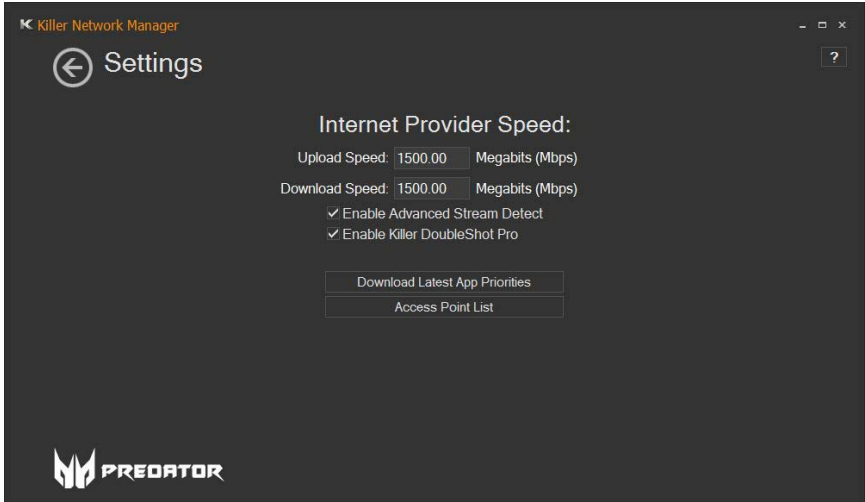 Killer Network Manager
Settings
?
Internet Provider Speed:
Upload Speed: 1500.00 Megabits (Mbps)
Download Speed: 1500.00 Megabits (Mbps)
Enable Advanced Stream Detect
Enable Killer DoubleShot Pro
Download Latest App Priorities
Access Point List
PREDATOR